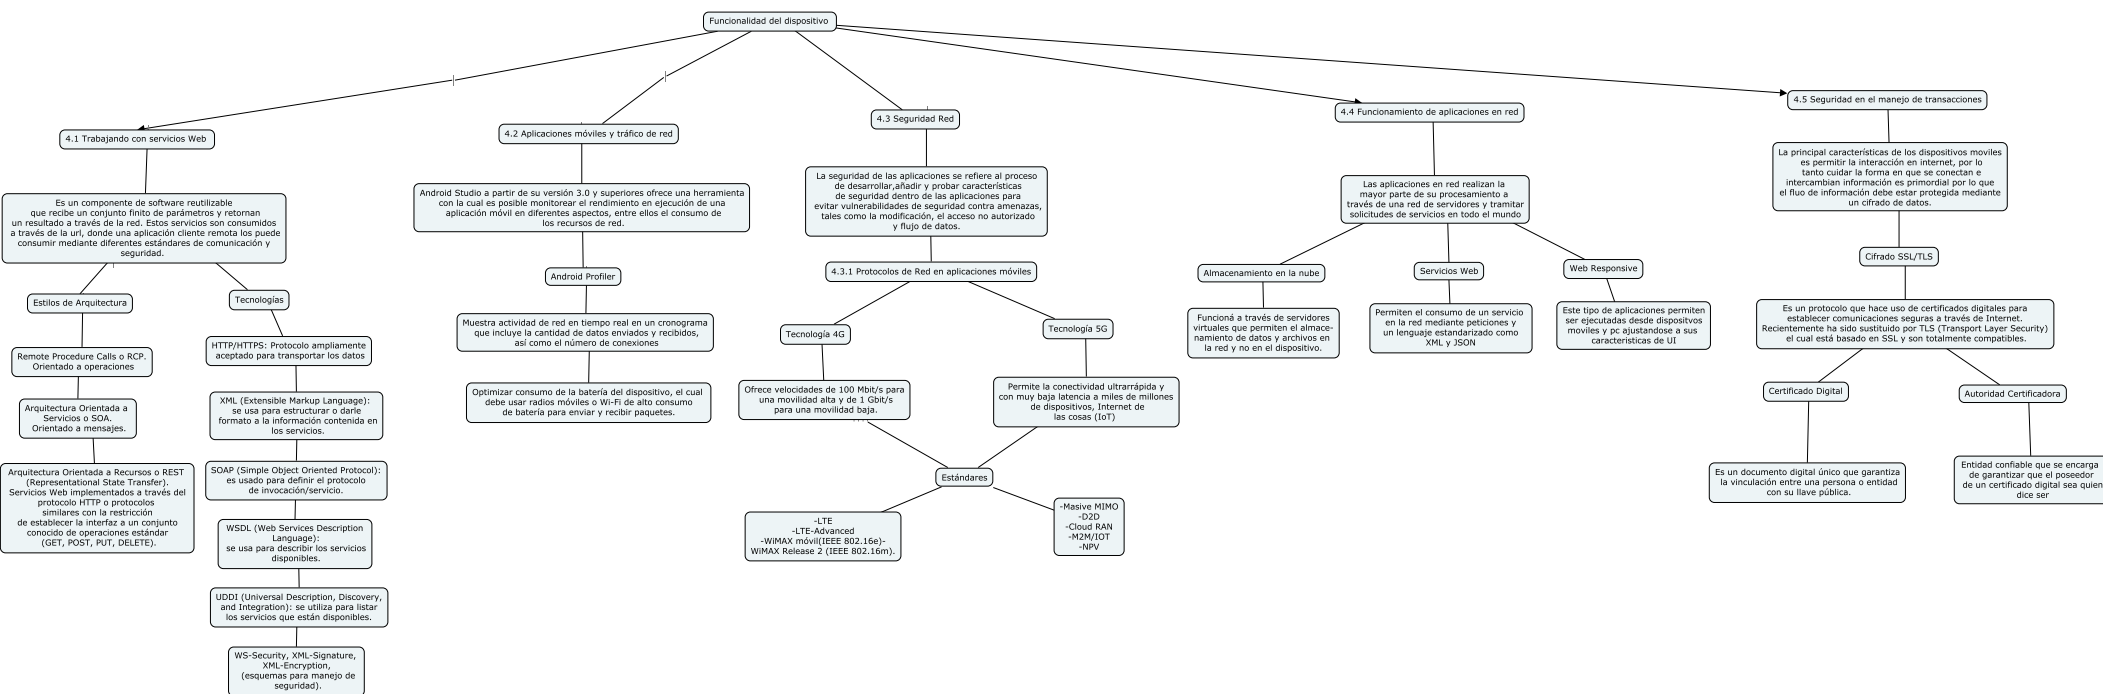 Funcionalidad del dispositivo
4.1 Trabajando con servicios Web
Es un componente de software reutilizable
que recibe un conjunto finito de parámetros y retornan
un resultado a través de la red. Estos servicios son consumidos
a través de la url, donde una aplicación cliente remota los puede
consumir mediante diferentes estándares de comunicación y
seguridad.
Estilos de Arquitectura
Remote Procedure Calls o RCP.
Orientado a operaciones
Arquitectura Orientada a
Servicios o SOA.
Orientado a mensajes.
Arquitectura Orientada a Recursos o REST
(Representational State Transfer).
Servicios Web implementados a través del
protocolo HTTP o protocolos
similares con la restricción
de establecer la interfaz a un conjunto
conocido de operaciones estándar
(GET, POST, PUT, DELETE).
Tecnologías
HTTP/HTTPS: Protocolo ampliamente
aceptado para transportar los datos
XML (Extensible Markup Language):
se usa para estructurar o darle
formato a la información contenida en
los servicios.
SOAP (Simple Object Oriented Protocol):
es usado para definir el protocolo
de invocación/servicio.
WSDL (Web Services Description
Language):
se usa para describir los servicios
disponibles.
UDDI (Universal Description, Discovery,
and Integration): se utiliza para listar
los servicios que están disponibles.
WS-Security, XML-Signature,
XML-Encryption,
(esquemas para manejo de
seguridad).
4.2 Aplicaciones móviles y tráfico de red
Android Studio a partir de su versión 3.0 y superiores ofrece una herramienta
con la cual es posible monitorear el rendimiento en ejecución de una
aplicación móvil en diferentes aspectos, entre ellos el consumo de
los recursos de red.
Android Profiler
Muestra actividad de red en tiempo real en un cronograma
que incluye la cantidad de datos enviados y recibidos,
así como el número de conexiones
Optimizar consumo de la batería del dispositivo, el cual
debe usar radios móviles o Wi-Fi de alto consumo
de batería para enviar y recibir paquetes.
4.3 Seguridad Red
La seguridad de las aplicaciones se refiere al proceso
de desarrollar,añadir y probar características
de seguridad dentro de las aplicaciones para
evitar vulnerabilidades de seguridad contra amenazas,
tales como la modificación, el acceso no autorizado
y flujo de datos.
4.3.1 Protocolos de Red en aplicaciones móviles
Tecnología 4G
Ofrece velocidades de 100 Mbit/s para
una movilidad alta y de 1 Gbit/s
para una movilidad baja.
Tecnología 5G
Permite la conectividad ultrarrápida y
con muy baja latencia a miles de millones
de dispositivos, Internet de
las cosas (IoT)
Estándares
-LTE
-LTE-Advanced
-WiMAX móvil(IEEE 802.16e)-
WiMAX Release 2 (IEEE 802.16m).
-Masive MIMO
-D2D
-Cloud RAN
-M2M/IOT
-NPV
4.4 Funcionamiento de aplicaciones en red
Las aplicaciones en red realizan la
mayor parte de su procesamiento a
través de una red de servidores y tramitar
solicitudes de servicios en todo el mundo
Almacenamiento en la nube
Funcioná a través de servidores
virtuales que permiten el almace-
namiento de datos y archivos en
la red y no en el dispositivo.
Servicios Web
Permiten el consumo de un servicio
en la red mediante peticiones y
un lenguaje estandarizado como
XML y JSON
Web Responsive
Este tipo de aplicaciones permiten
ser ejecutadas desde dispositvos
moviles y pc ajustandose a sus
caracteristicas de UI
4.5 Seguridad en el manejo de transacciones
La principal características de los dispositivos moviles
es permitir la interacción en internet, por lo
tanto cuidar la forma en que se conectan e
intercambian información es primordial por lo que
el fluo de información debe estar protegida mediante
un cifrado de datos.
Cifrado SSL/TLS
Es un protocolo que hace uso de certificados digitales para
establecer comunicaciones seguras a través de Internet.
Recientemente ha sido sustituido por TLS (Transport Layer Security)
el cual está basado en SSL y son totalmente compatibles.
Certificado Digital
Es un documento digital único que garantiza
la vinculación entre una persona o entidad
con su llave pública.
Autoridad Certificadora
Entidad confiable que se encarga
de garantizar que el poseedor
de un certificado digital sea quien
dice ser